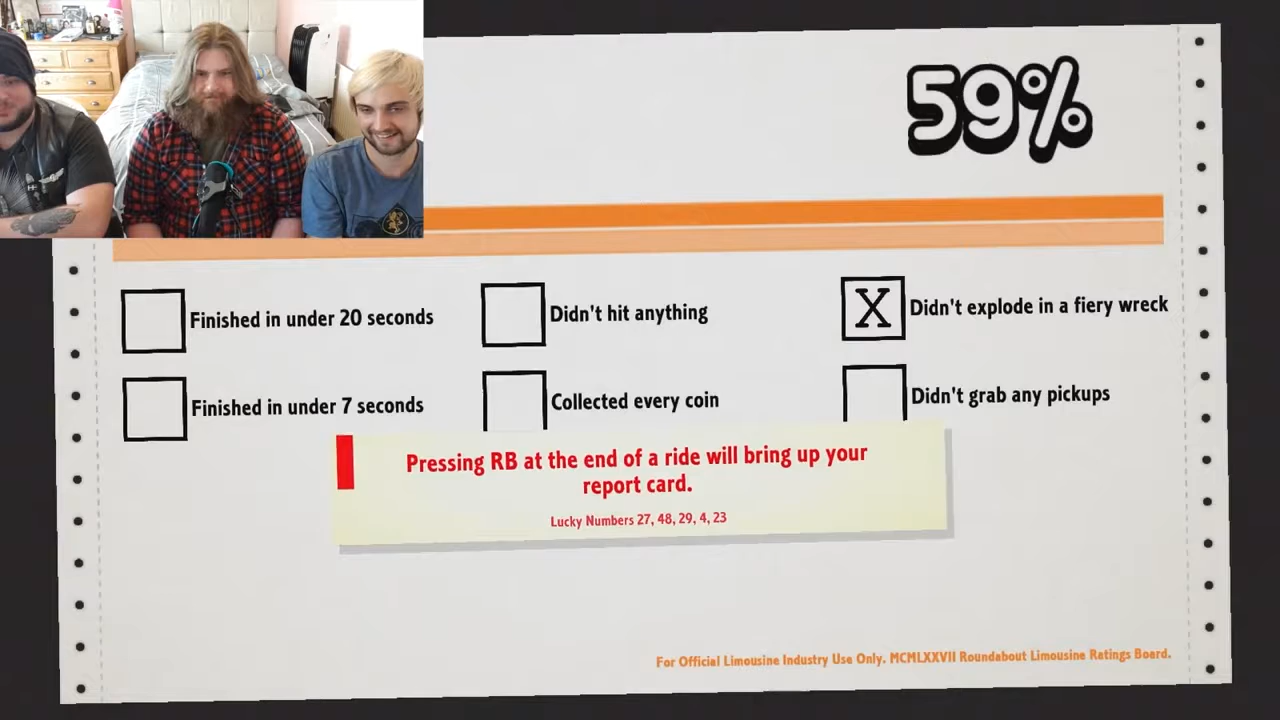 59%
Finished in under 20 seconds
Didn't hit anything
X Didn't explode in a fiery wreck
Finished in under 7 seconds
Collected every coin
Didn't grab any pickups
Pressing RB at the end of a ride will bring up your
report card.
Lucky Numbers 27, 48, 29, 4, 23
For Official Limousine Industry Use Only. MCMLXXVII Roundabout Limousine Ratings Board.